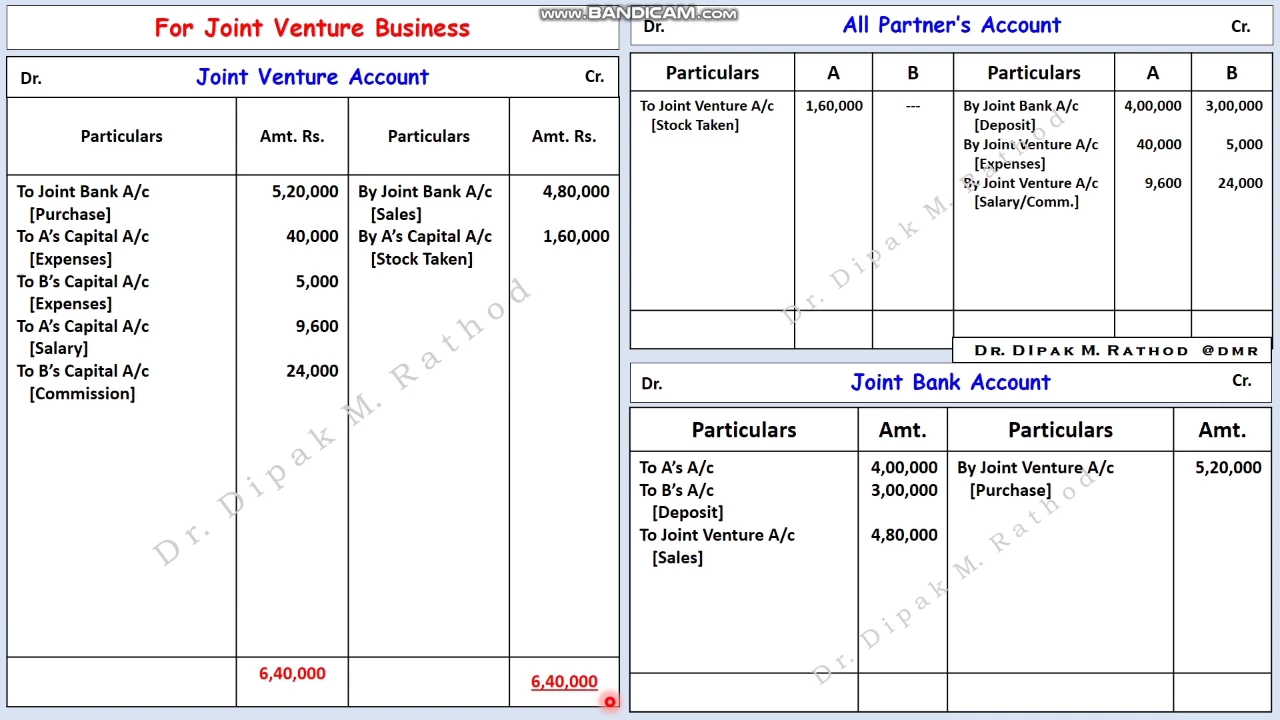 www.BANDICAM.com
For Joint Venture Business
Dr. Joint Venture Account Cr.
Particulars Amt. Rs. Particulars Amt. Rs.
To Joint Bank A/c 5,20,000 By Joint Bank A/c 4,80,000
[Purchase] [Sales]
To A's Capital A/c 40,000 By A's Capital A/c 1,60,000
[Expenses] [Stock Taken]
To B's Capital A/c 5,000
[Expenses]
To A's Capital A/c 9,600
[Salary]
To B's Capital A/c 24,000
[Commission]
6,40,000 6,40,000
Dr. Dipak M. Rathod
Dr. All Partner's Account Cr.
Particulars A B Particulars A B
To Joint Venture A/c 1,60,000 --- By Joint Bank A/c 4,00,000 3,00,000
[Stock Taken] [Deposit]
By Joint Venture A/c 40,000 5,000
[Expenses]
By Joint Venture A/c 9,600 24,000
[Salary/Comm.]
Dr. Dipak M. Rathod
Dr. Dipak M. Rathod @DMR
Dr. Joint Bank Account Cr.
Particulars Amt. Particulars Amt.
To A's A/c 4,00,000 By Joint Venture A/c 5,20,000
To B's A/c 3,00,000 [Purchase]
[Deposit]
To Joint Venture A/c 4,80,000
[Sales]
Dr. Dipak M. Rathod